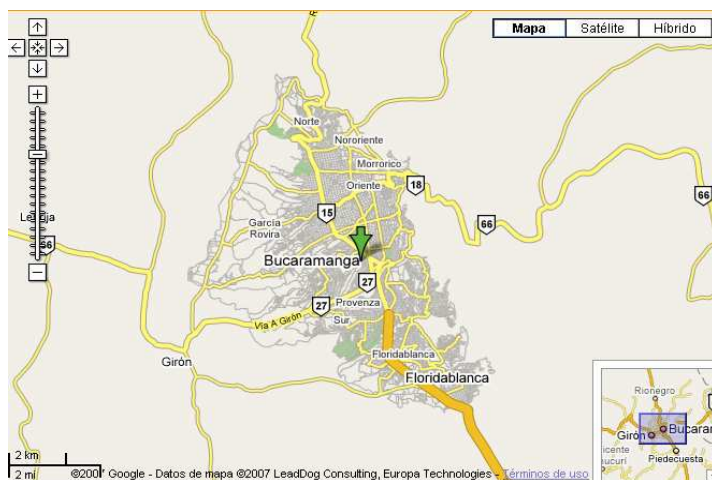 Mapa
Satélite
Híbrido
Norte
Nororiente
Morrorico
Oriente
18
15
66
66
García
Rovira
66
Bucaramanga
27
27
Provenza
Sur
Vía A Girón
Girón
Floridablanca
Floridablanca
Rionegro
Girón
Piedecuesta
2 km
2 mi
Google - Datos de mapa ©2007 LeadDog Consulting, Europa Technologies - Términos de uso